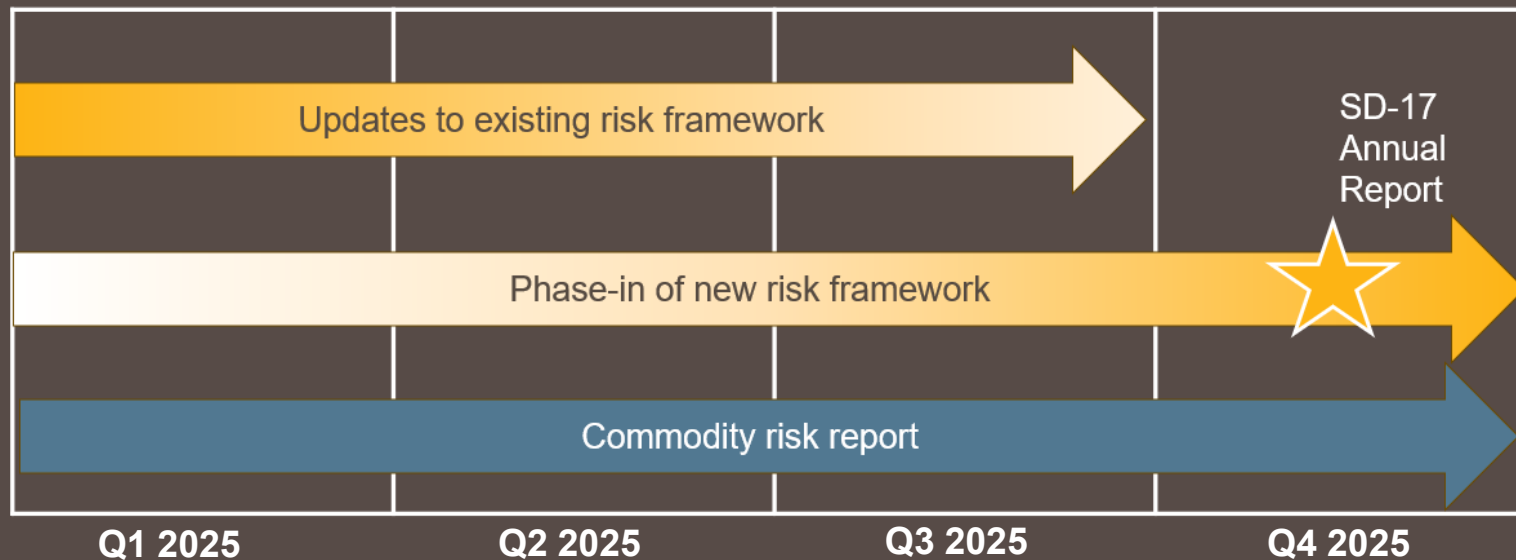 Updates to existing risk framework
SD-17
Annual
Report
Phase-in of new risk framework
Commodity risk report
Q1 2025
Q2 2025
Q3 2025
Q4 2025